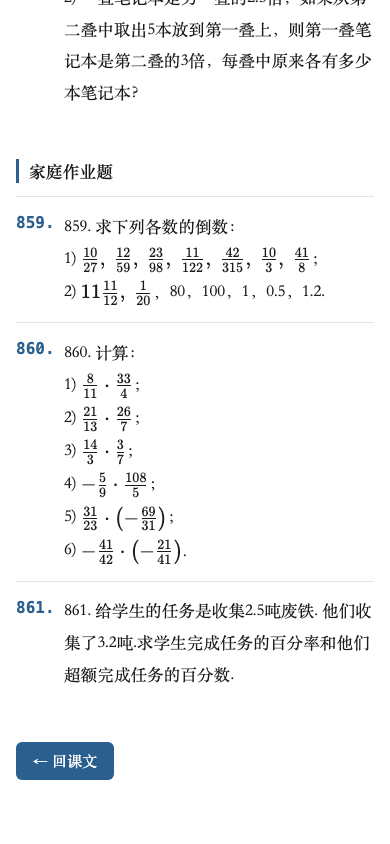 二叠中取出5本放到第一叠上，则第一叠笔
记本是第二叠的3倍，每叠中原来各有多少
本笔记本?
家庭作业题
859. 859. 求下列各数的倒数：
1) 10/27, 12/59, 23/98, 11/122, 42/315, 10/3, 41/8;
2) 11 11/12, 1/20, 80, 100, 1, 0.5, 1.2.
860. 860. 计算：
1) 8/11 · 33/4;
2) 21/13 · 26/7;
3) 14/3 · 3/7;
4) −5/9 · 108/5;
5) 31/23 · (−69/31);
6) −41/42 · (−21/41).
861. 861. 给学生的任务是收集2.5吨废铁. 他们收
集了3.2吨.求学生完成任务的百分率和他们
超额完成任务的百分数.
← 回课文